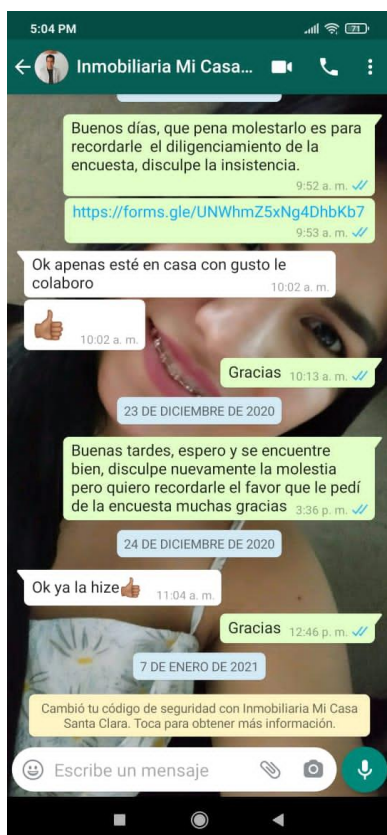 5:04 PM
71
Inmobiliaria Mi Casa...
Buenos días, que pena molestarlo es para
recordarle el diligenciamiento de la
encuesta, disculpe la insistencia.
9:52 a. m.
https://forms.gle/UNWhmZ5xNg4DhbKb7
9:53 a. m.
Ok apenas esté en casa con gusto le
colaboro
10:02 a. m.
10:02 a. m.
Gracias 10:13 a. m.
23 DE DICIEMBRE DE 2020
Buenas tardes, espero y se encuentre
bien, disculpe nuevamente la molestia
pero quiero recordarle el favor que le pedí
de la encuesta muchas gracias 3:36 p. m.
24 DE DICIEMBRE DE 2020
Ok ya la hize 11:04 a. m.
Gracias 12:46 p. m.
7 DE ENERO DE 2021
Cambió tu código de seguridad con Inmobiliaria Mi Casa
Santa Clara. Toca para obtener más información.
Escribe un mensaje